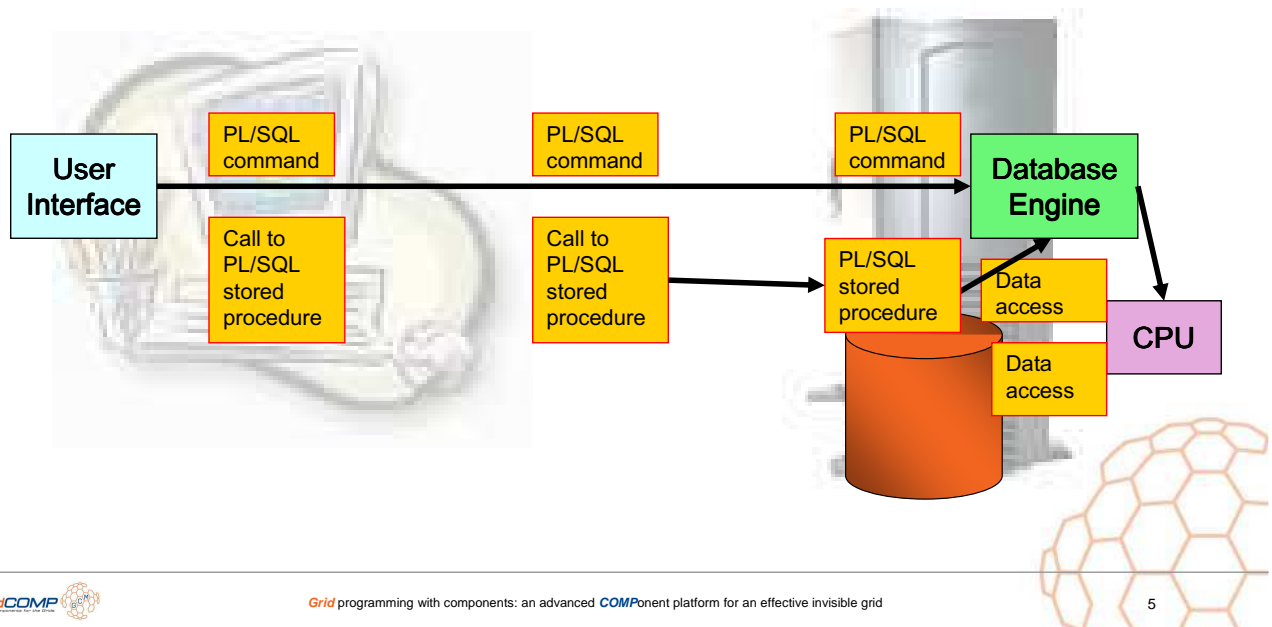 PL/SQL
command
PL/SQL
command
PL/SQL
command
User
Interface
Database
Engine
Call to
PL/SQL
stored
procedure
Call to
PL/SQL
stored
procedure
PL/SQL
stored
procedure
Data
access
CPU
Data
access
COMP
GCM
Grid programming with components: an advanced COMPonent platform for an effective invisible grid
5